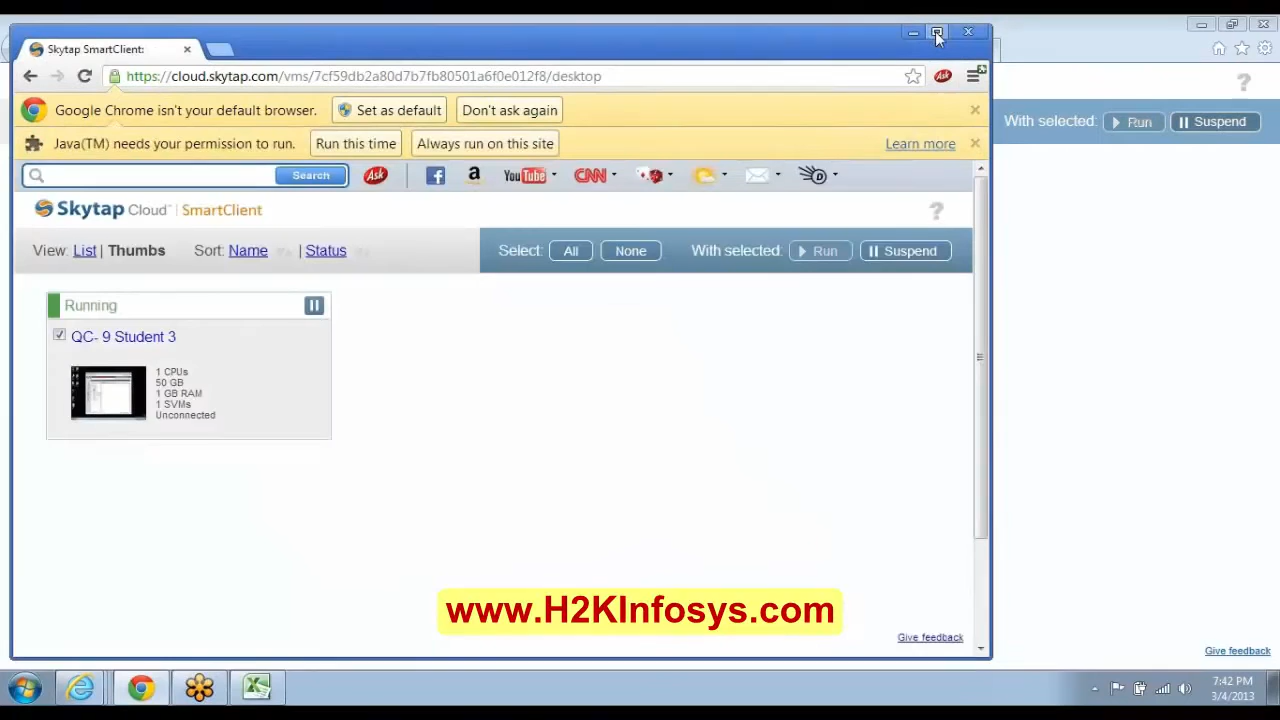 Skytap SmartClient:
https://cloud.skytap.com/vms/7cf59db2a80d7b7fb80501a6f0e012f8/desktop
Google Chrome isn't your default browser. Set as default Don't ask again
Java(TM) needs your permission to run. Run this time Always run on this site Learn more
Search Ask f a YouTube CNN D
Skytap Cloud™ | SmartClient
View: List | Thumbs Sort: Name | Status Select: All None With selected: Run Suspend
With selected: Run Suspend
Running
QC- 9 Student 3
1 CPUs
50 GB
1 GB RAM
1 SVMs
Unconnected
www.H2KInfosys.com
Give feedback
Give feedback
7:42 PM
3/4/2013